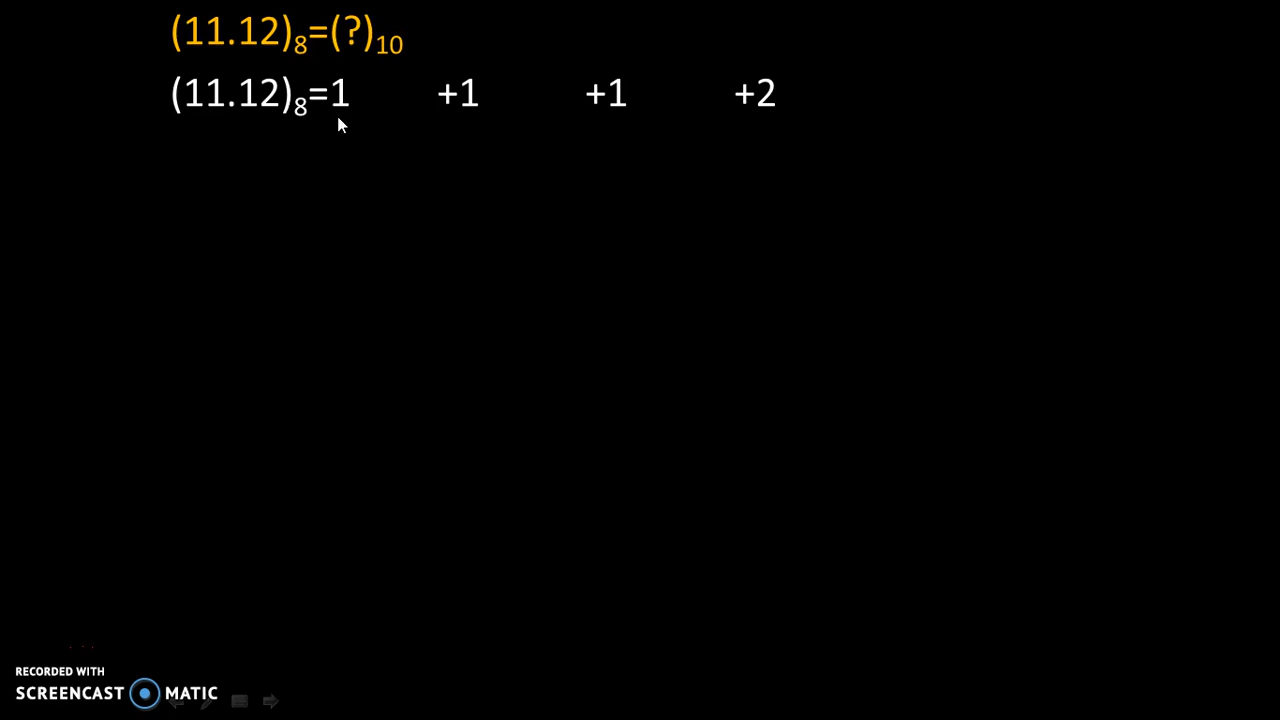 (11.12)₈=(?)₁₀
(11.12)₈=1 +1 +1 +2
RECORDED WITH
SCREENCAST MATIC